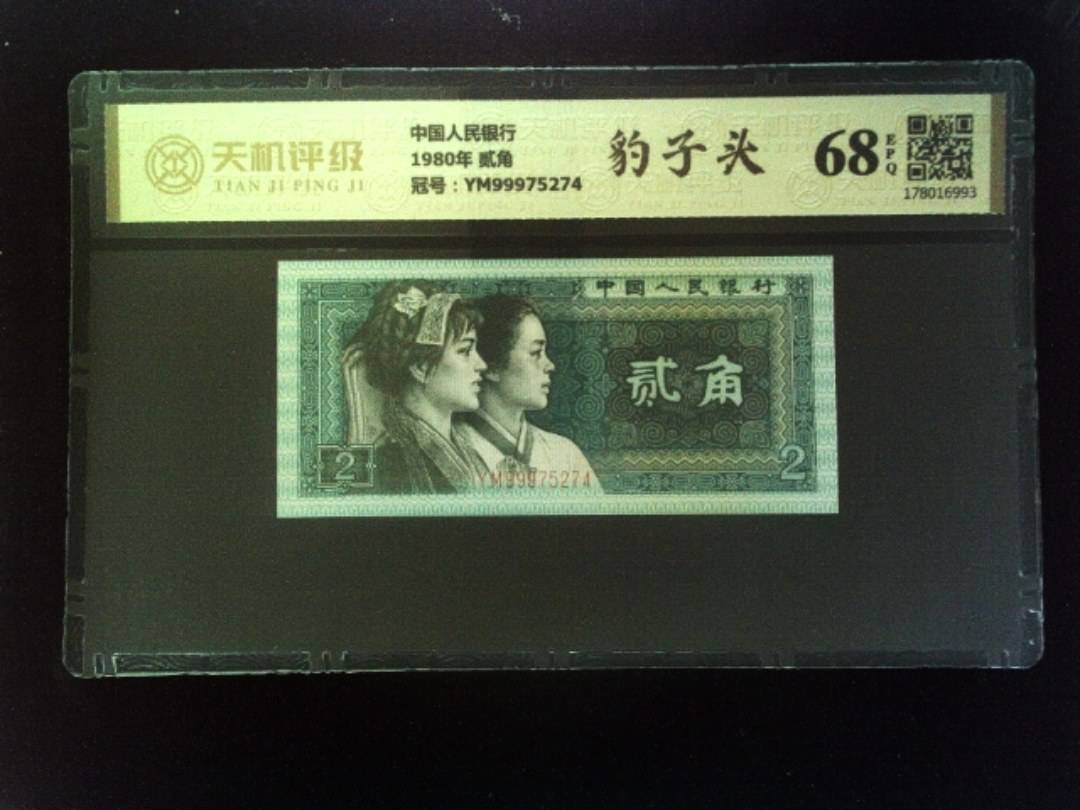 天机评级
TIAN JI PING JI
中国人民银行
1980年 贰角
冠号：YM99975274
豹子头
68
EPQ
178016993
中国人民银行
贰角
2
2
YM99975274